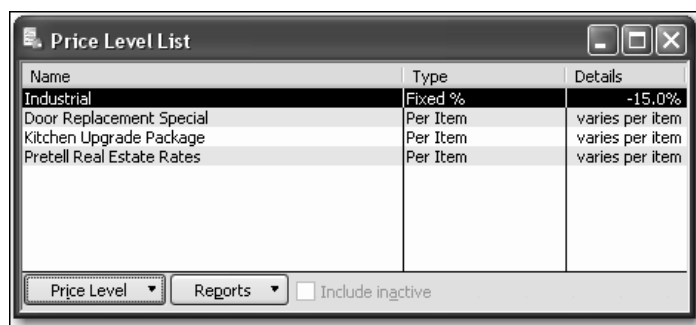 Price Level List
Name Type Details
Industrial Fixed % -15.0%
Door Replacement Special Per Item varies per item
Kitchen Upgrade Package Per Item varies per item
Pretell Real Estate Rates Per Item varies per item
Price Level Reports Include inactive